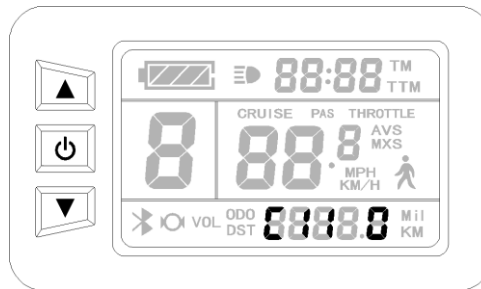 88:88 TM
TTM
CRUISE PAS THROTTLE
8 88.8 AVS
MXS
MPH
KM/H
VOL ODO C11 0 Mil
DST KM